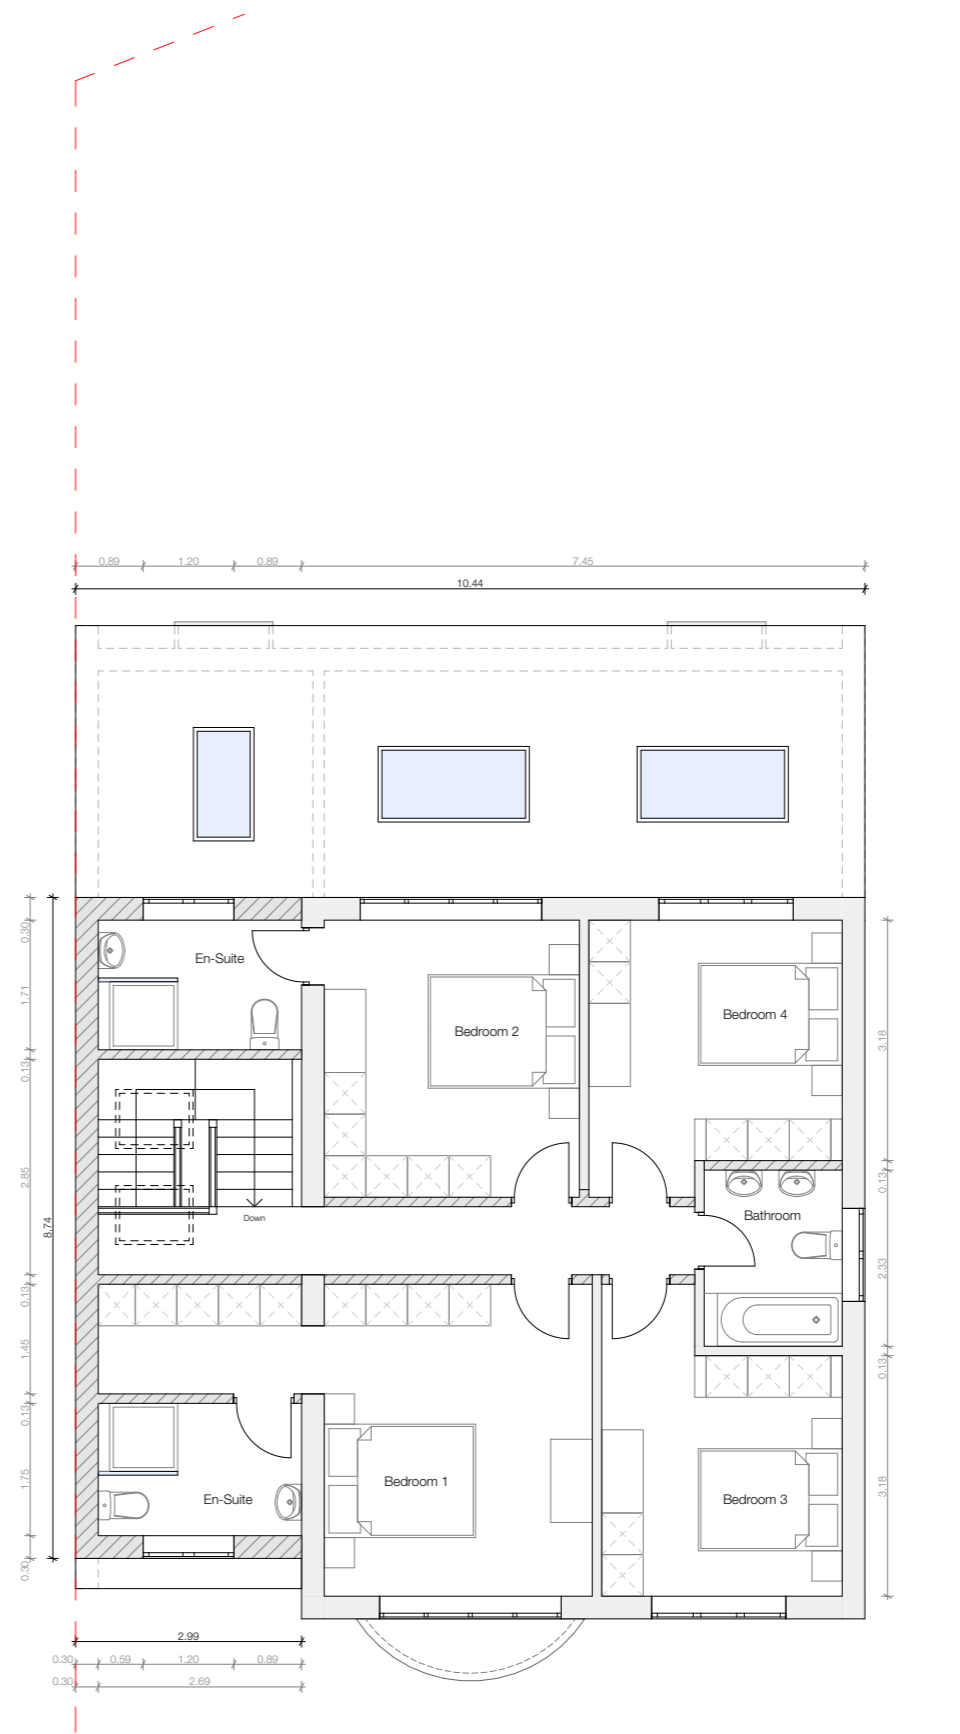 0.89 1.20 0.89 7.45
10.44
En-Suite
Bedroom 2
Bedroom 4
Down
Bathroom
Bedroom 1
En-Suite
Bedroom 3
0.30
1.71
0.13
2.85
0.13
1.45
0.13
1.75
0.30
8.74
3.18
0.13
2.33
0.13
3.18
2.99
0.30 0.59 1.20 0.89
0.30 2.69